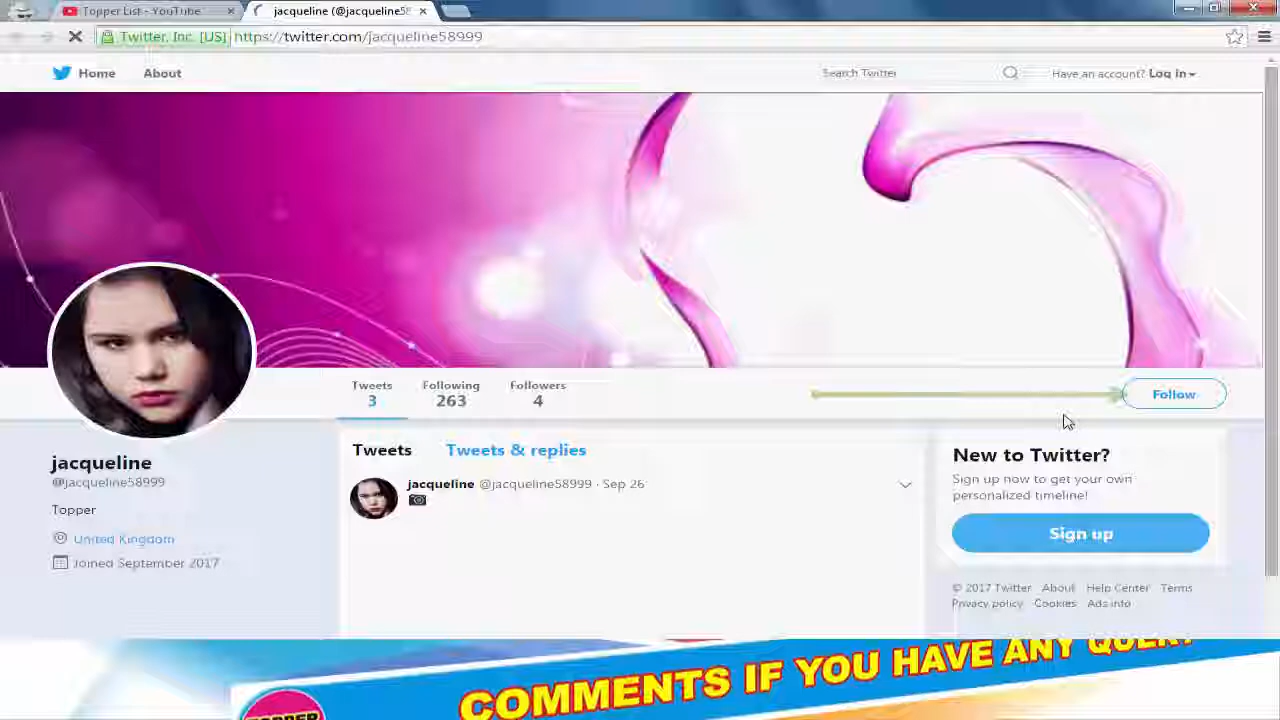 Topper List - YouTube
jacqueline (@jacqueline58
Twitter, Inc. [US] https://twitter.com/jacqueline58999
Home About
Search Twitter
Have an account? Log in
Tweets Following Followers
3 263 4
Follow
jacqueline
@jacqueline58999
Topper
United Kingdom
Joined September 2017
Tweets Tweets & replies
jacqueline @jacqueline58999 · Sep 26
New to Twitter?
Sign up now to get your own
personalized timeline!
Sign up
© 2017 Twitter About Help Center Terms
Privacy policy Cookies Ads info
COMMENTS IF YOU HAVE ANY QUERY
TOPPER